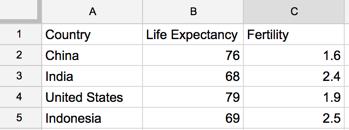 A B C
1 Country Life Expectancy Fertility
2 China 76 1.6
3 India 68 2.4
4 United States 79 1.9
5 Indonesia 69 2.5